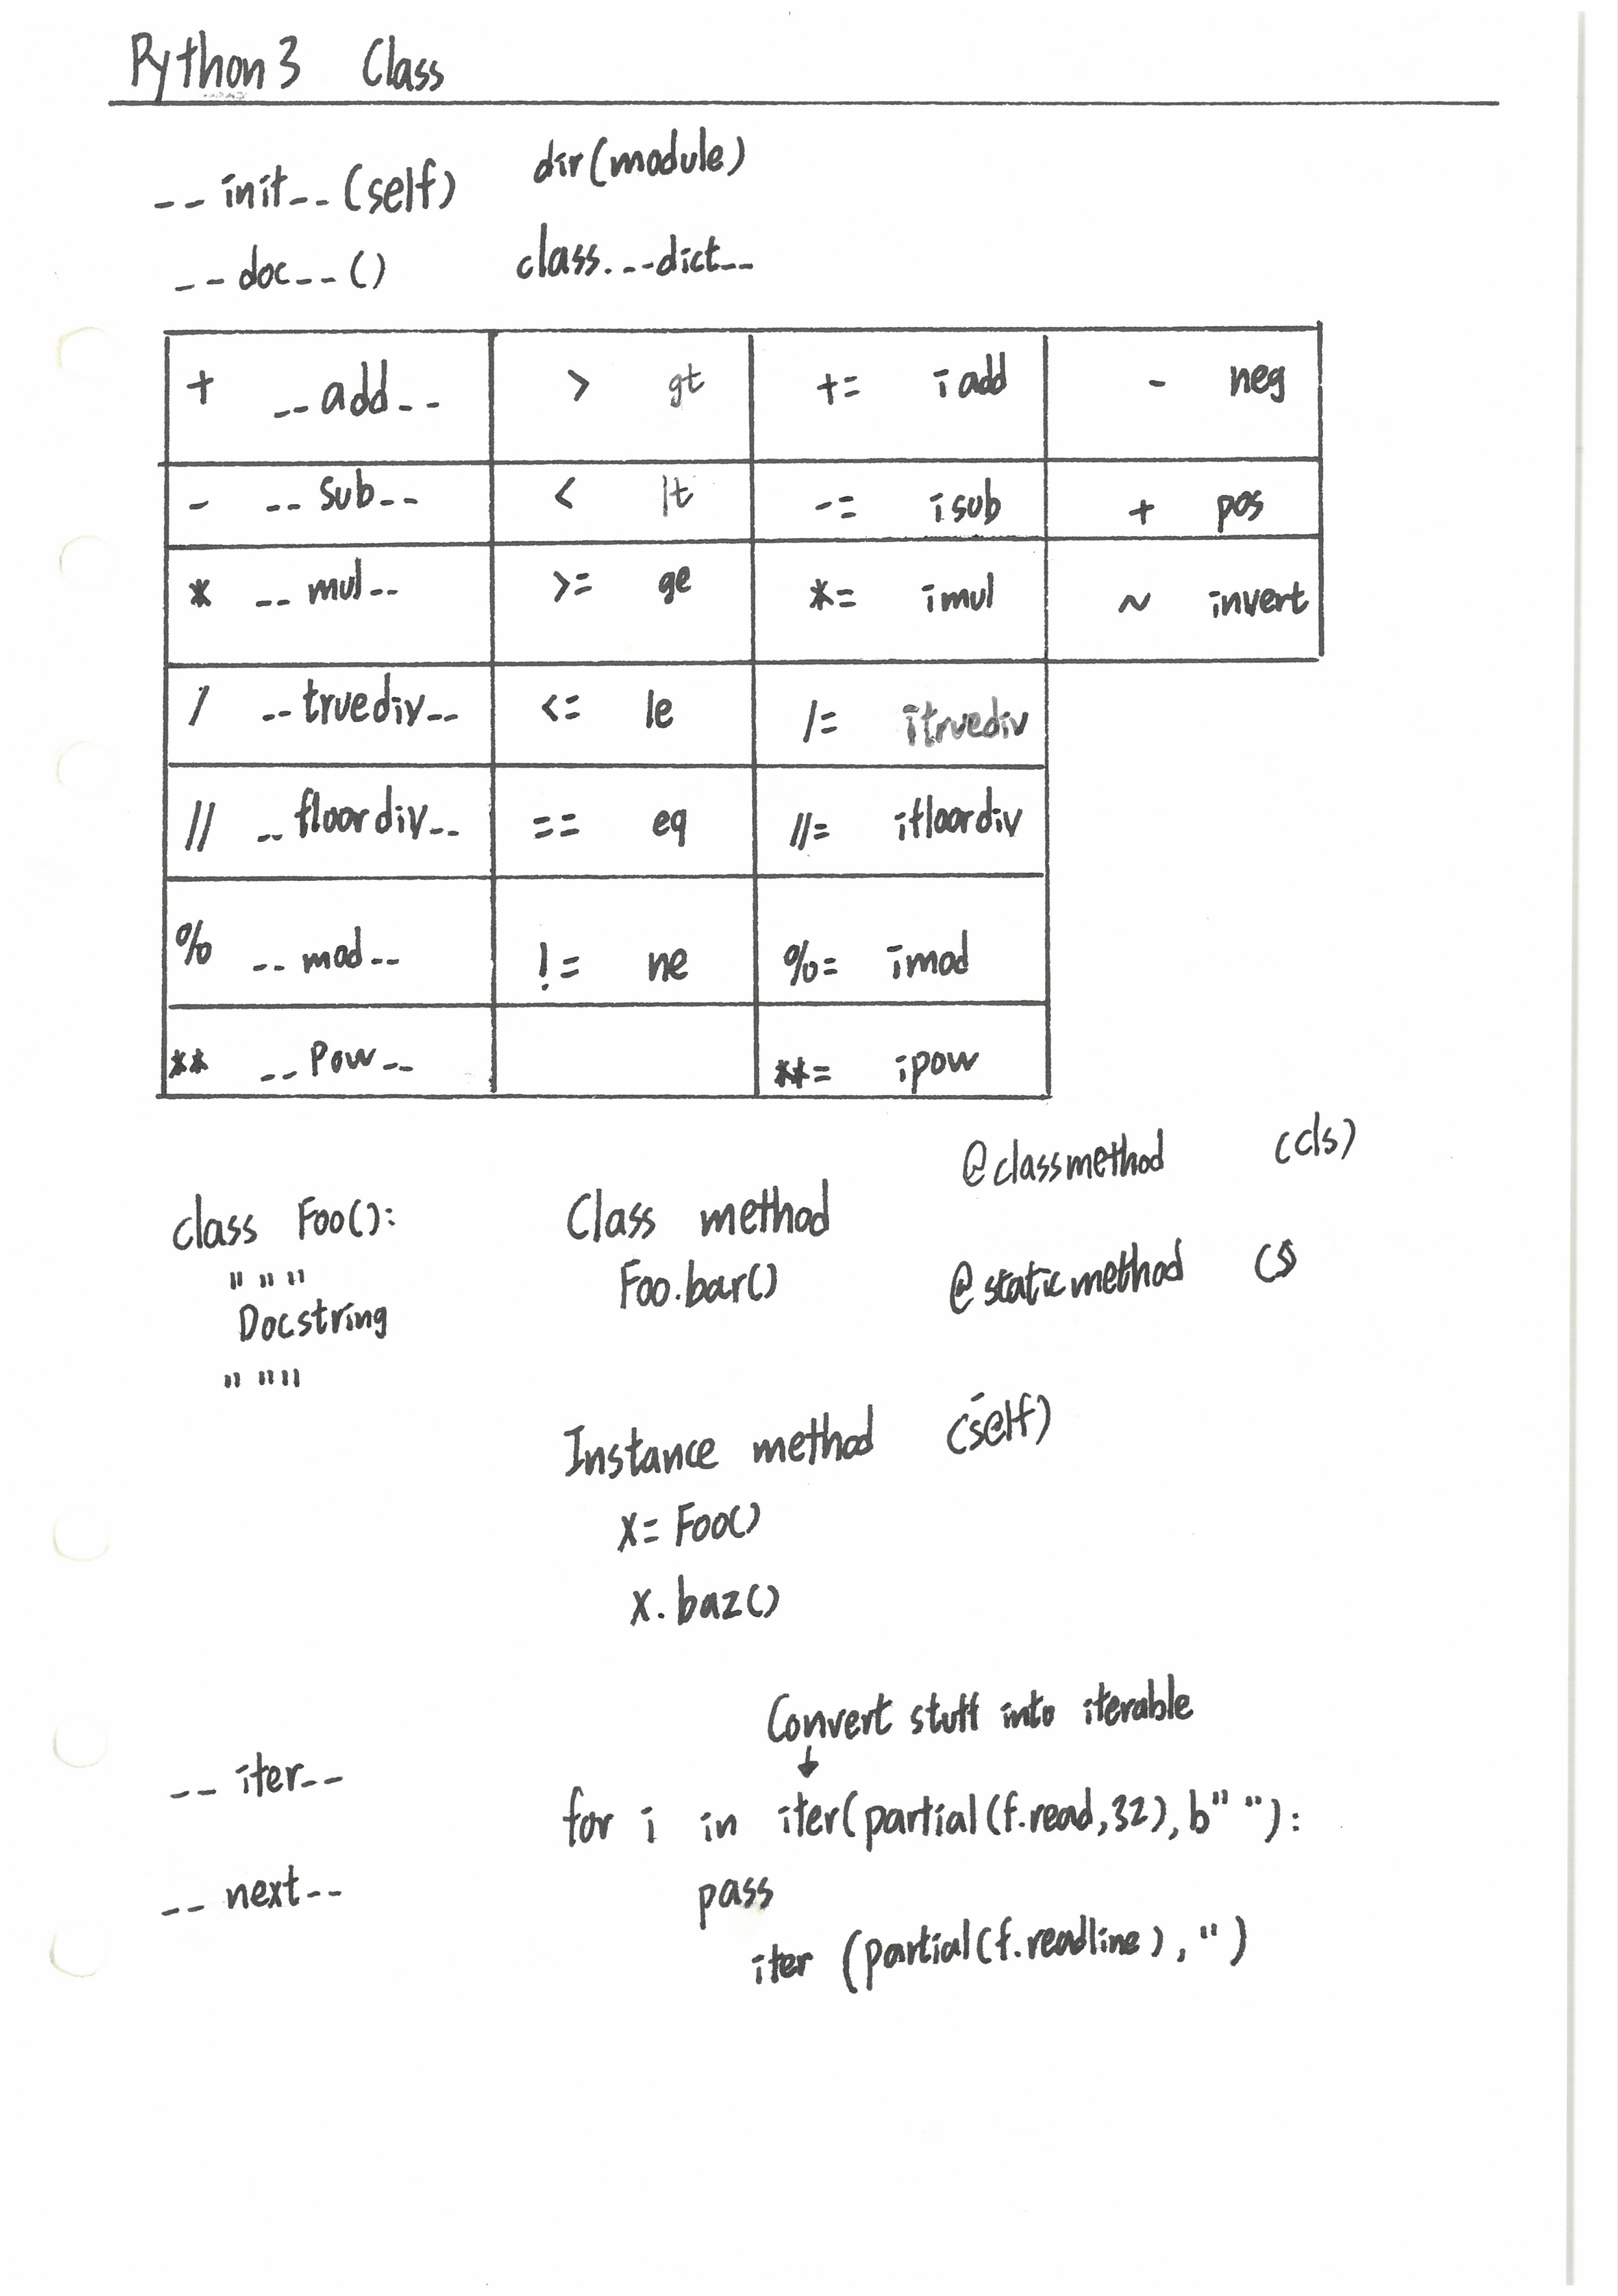 Python3 Class
__init__(self) dir(module)
__doc__() class.__dict__
+ __add__ > gt += iadd - neg
- __sub__ < lt -= isub + pos
* __mul__ >= ge *= imul ~ invert
/ __truediv__ <= le /= itruediv
// __floordiv__ == eq //= ifloordiv
% __mod__ != ne %= imod
** __Pow__ **= ipow
@classmethod (cls)
class Foo(): Class method
"""
Foo.bar() @staticmethod
Docstring
"""
Instance method (self)
x= Foo()
x.baz()
Convert stuff into iterable
__iter__
for i in iter(partial(f.read,32), b""):
__next__ pass
iter (partial(f.readline), '')